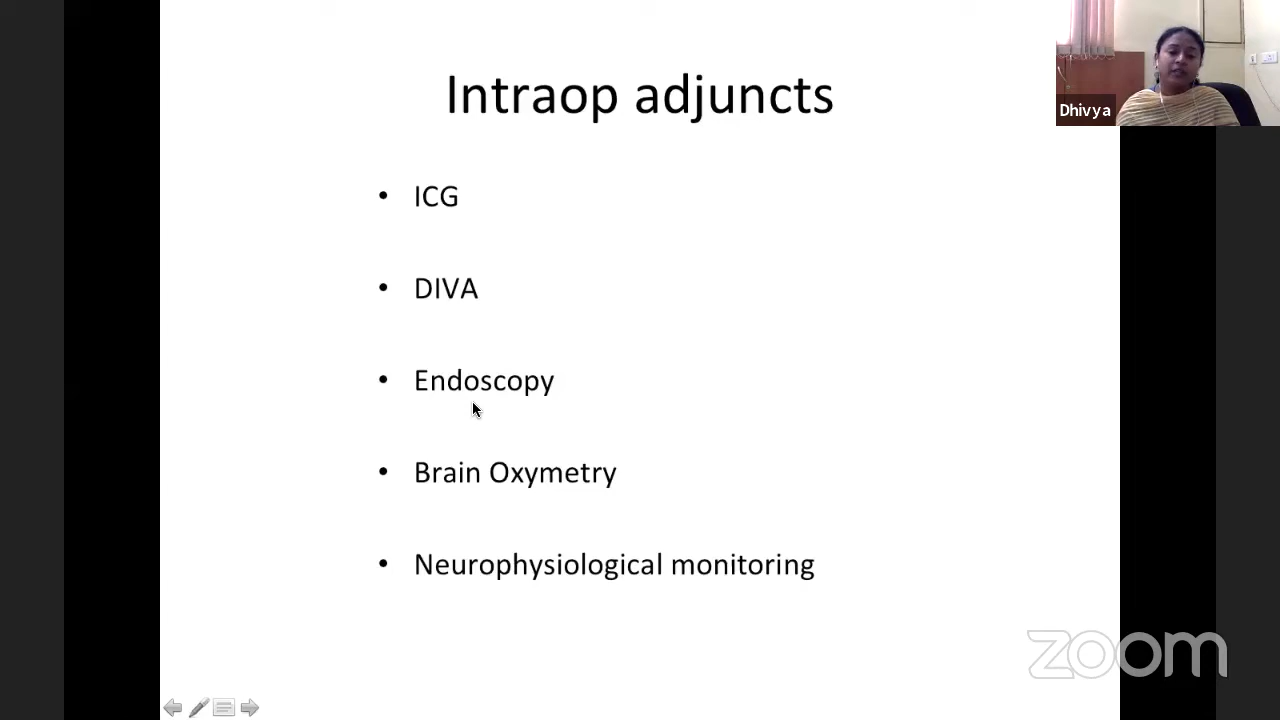 Intraop adjuncts
Dhivya
• ICG
• DIVA
• Endoscopy
• Brain Oxymetry
• Neurophysiological monitoring
zoom